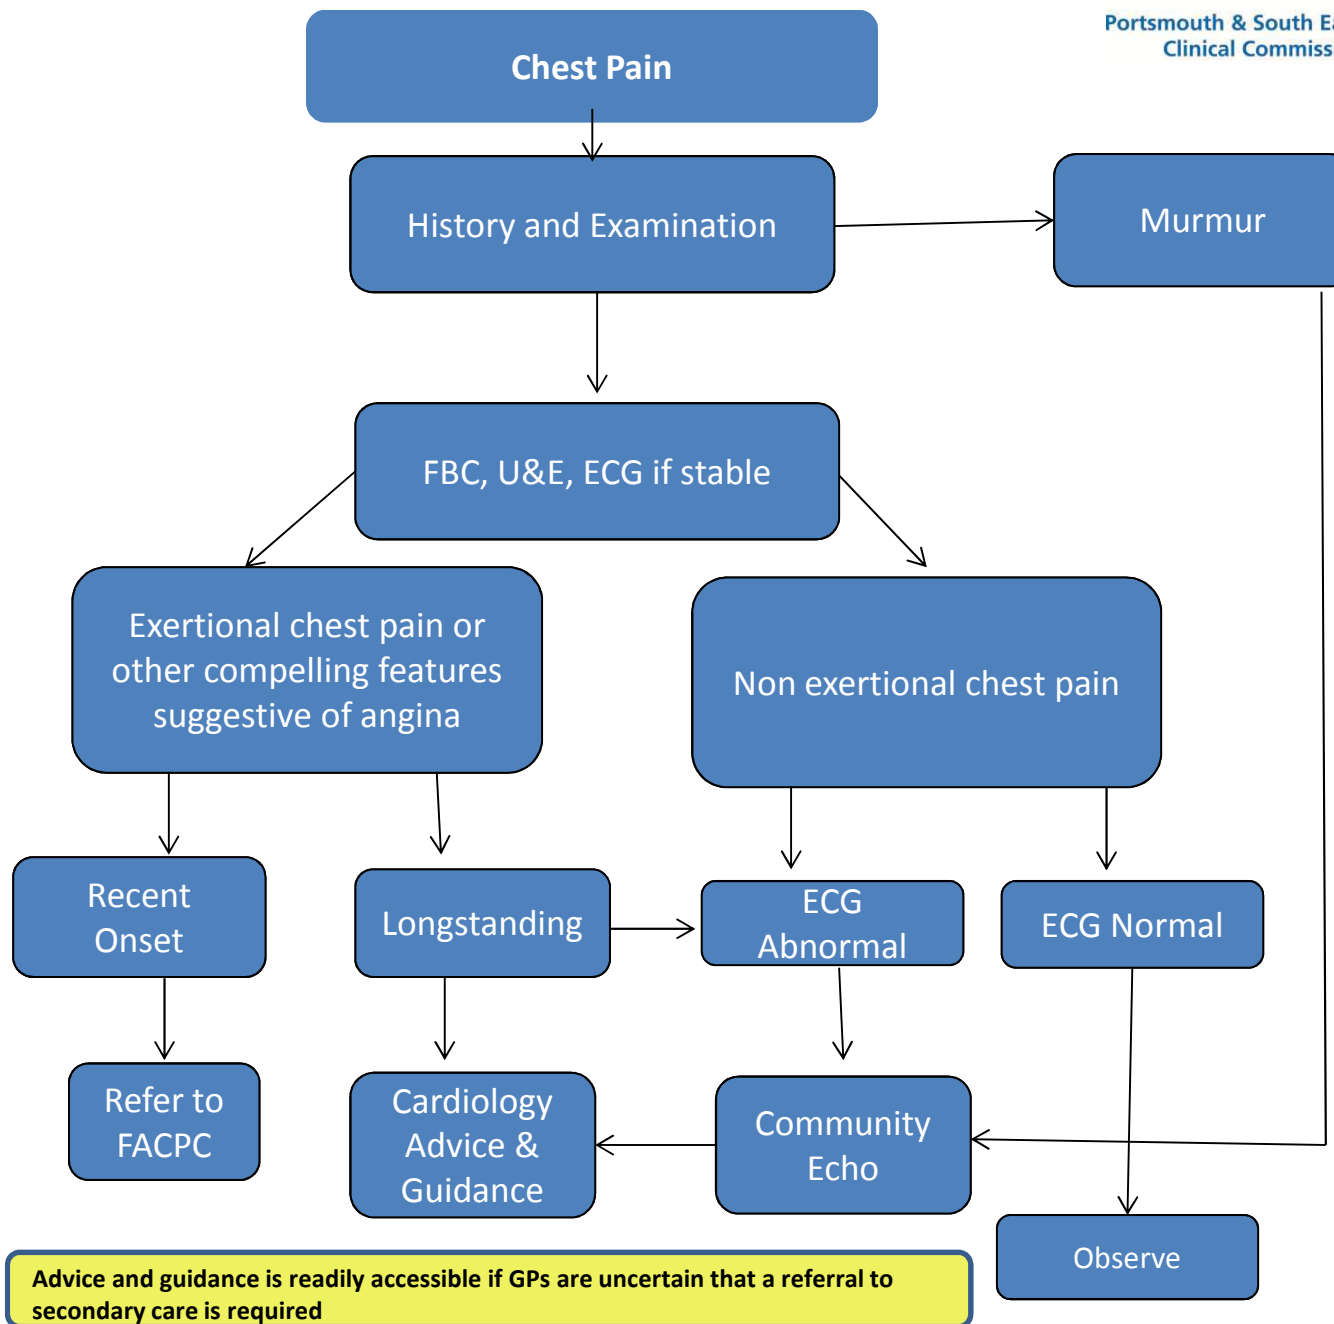 Portsmouth & South Ea
Clinical Commiss
Chest Pain
History and Examination
Murmur
FBC, U&E, ECG if stable
Exertional chest pain or
other compelling features
suggestive of angina
Non exertional chest pain
Recent
Onset
Longstanding
ECG
Abnormal
ECG Normal
Refer to
FACPC
Cardiology
Advice &
Guidance
Community
Echo
Observe
Advice and guidance is readily accessible if GPs are uncertain that a referral to
secondary care is required